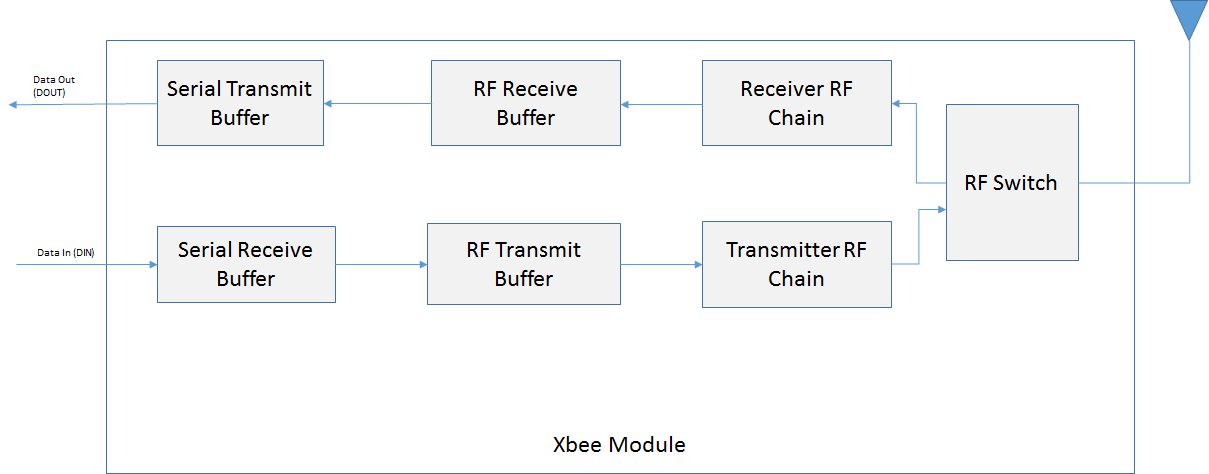 Data Out
(DOUT)
Serial Transmit
Buffer
RF Receive
Buffer
Receiver RF
Chain
RF Switch
Data In (DIN)
Serial Receive
Buffer
RF Transmit
Buffer
Transmitter RF
Chain
Xbee Module